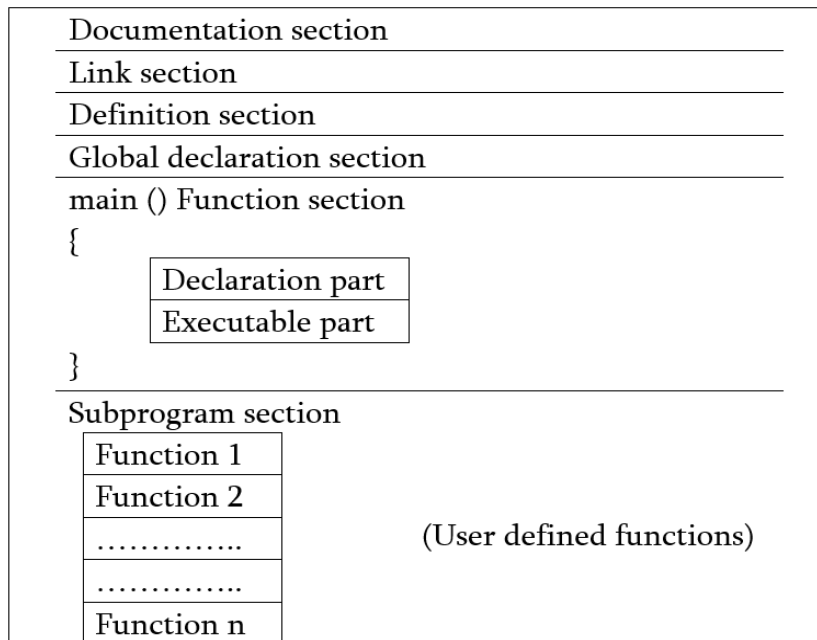 Documentation section
Link section
Definition section
Global declaration section
main () Function section
{
Declaration part
Executable part
}
Subprogram section
Function 1
Function 2
…………..
(User defined functions)
…………..
Function n